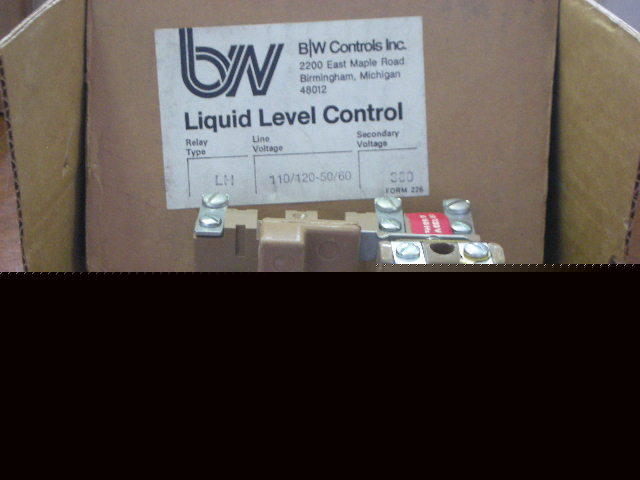 bw
B|W Controls Inc.
2200 East Maple Road
Birmingham, Michigan
48012
Liquid Level Control
Relay Type
Line Voltage
Secondary Voltage
LH
110/120-50/60
FORM 226